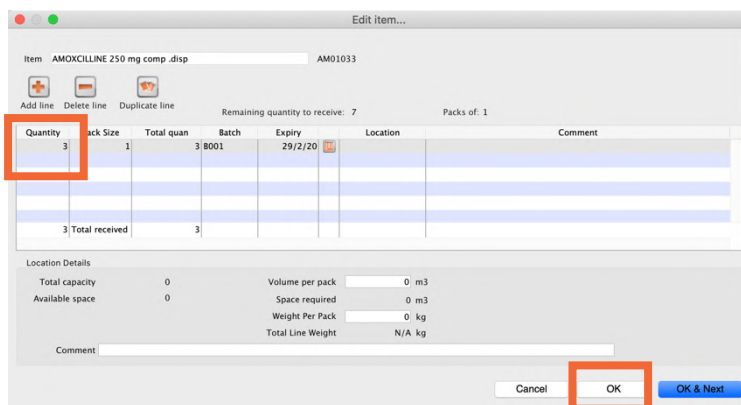 Edit item...
Item AMOXCILLINE 250 mg comp .disp AM01033
Add line Delete line Duplicate line
Remaining quantity to receive: 7 Packs of: 1
Quantity ack Size Total quan Batch Expiry Location Comment
3 1 3 B001 29/2/20
3 Total received 3
Location Details
Total capacity 0 Volume per pack 0 m3
Available space 0 Space required 0 m3
Weight Per Pack 0 kg
Total Line Weight N/A kg
Comment
Cancel OK OK & Next